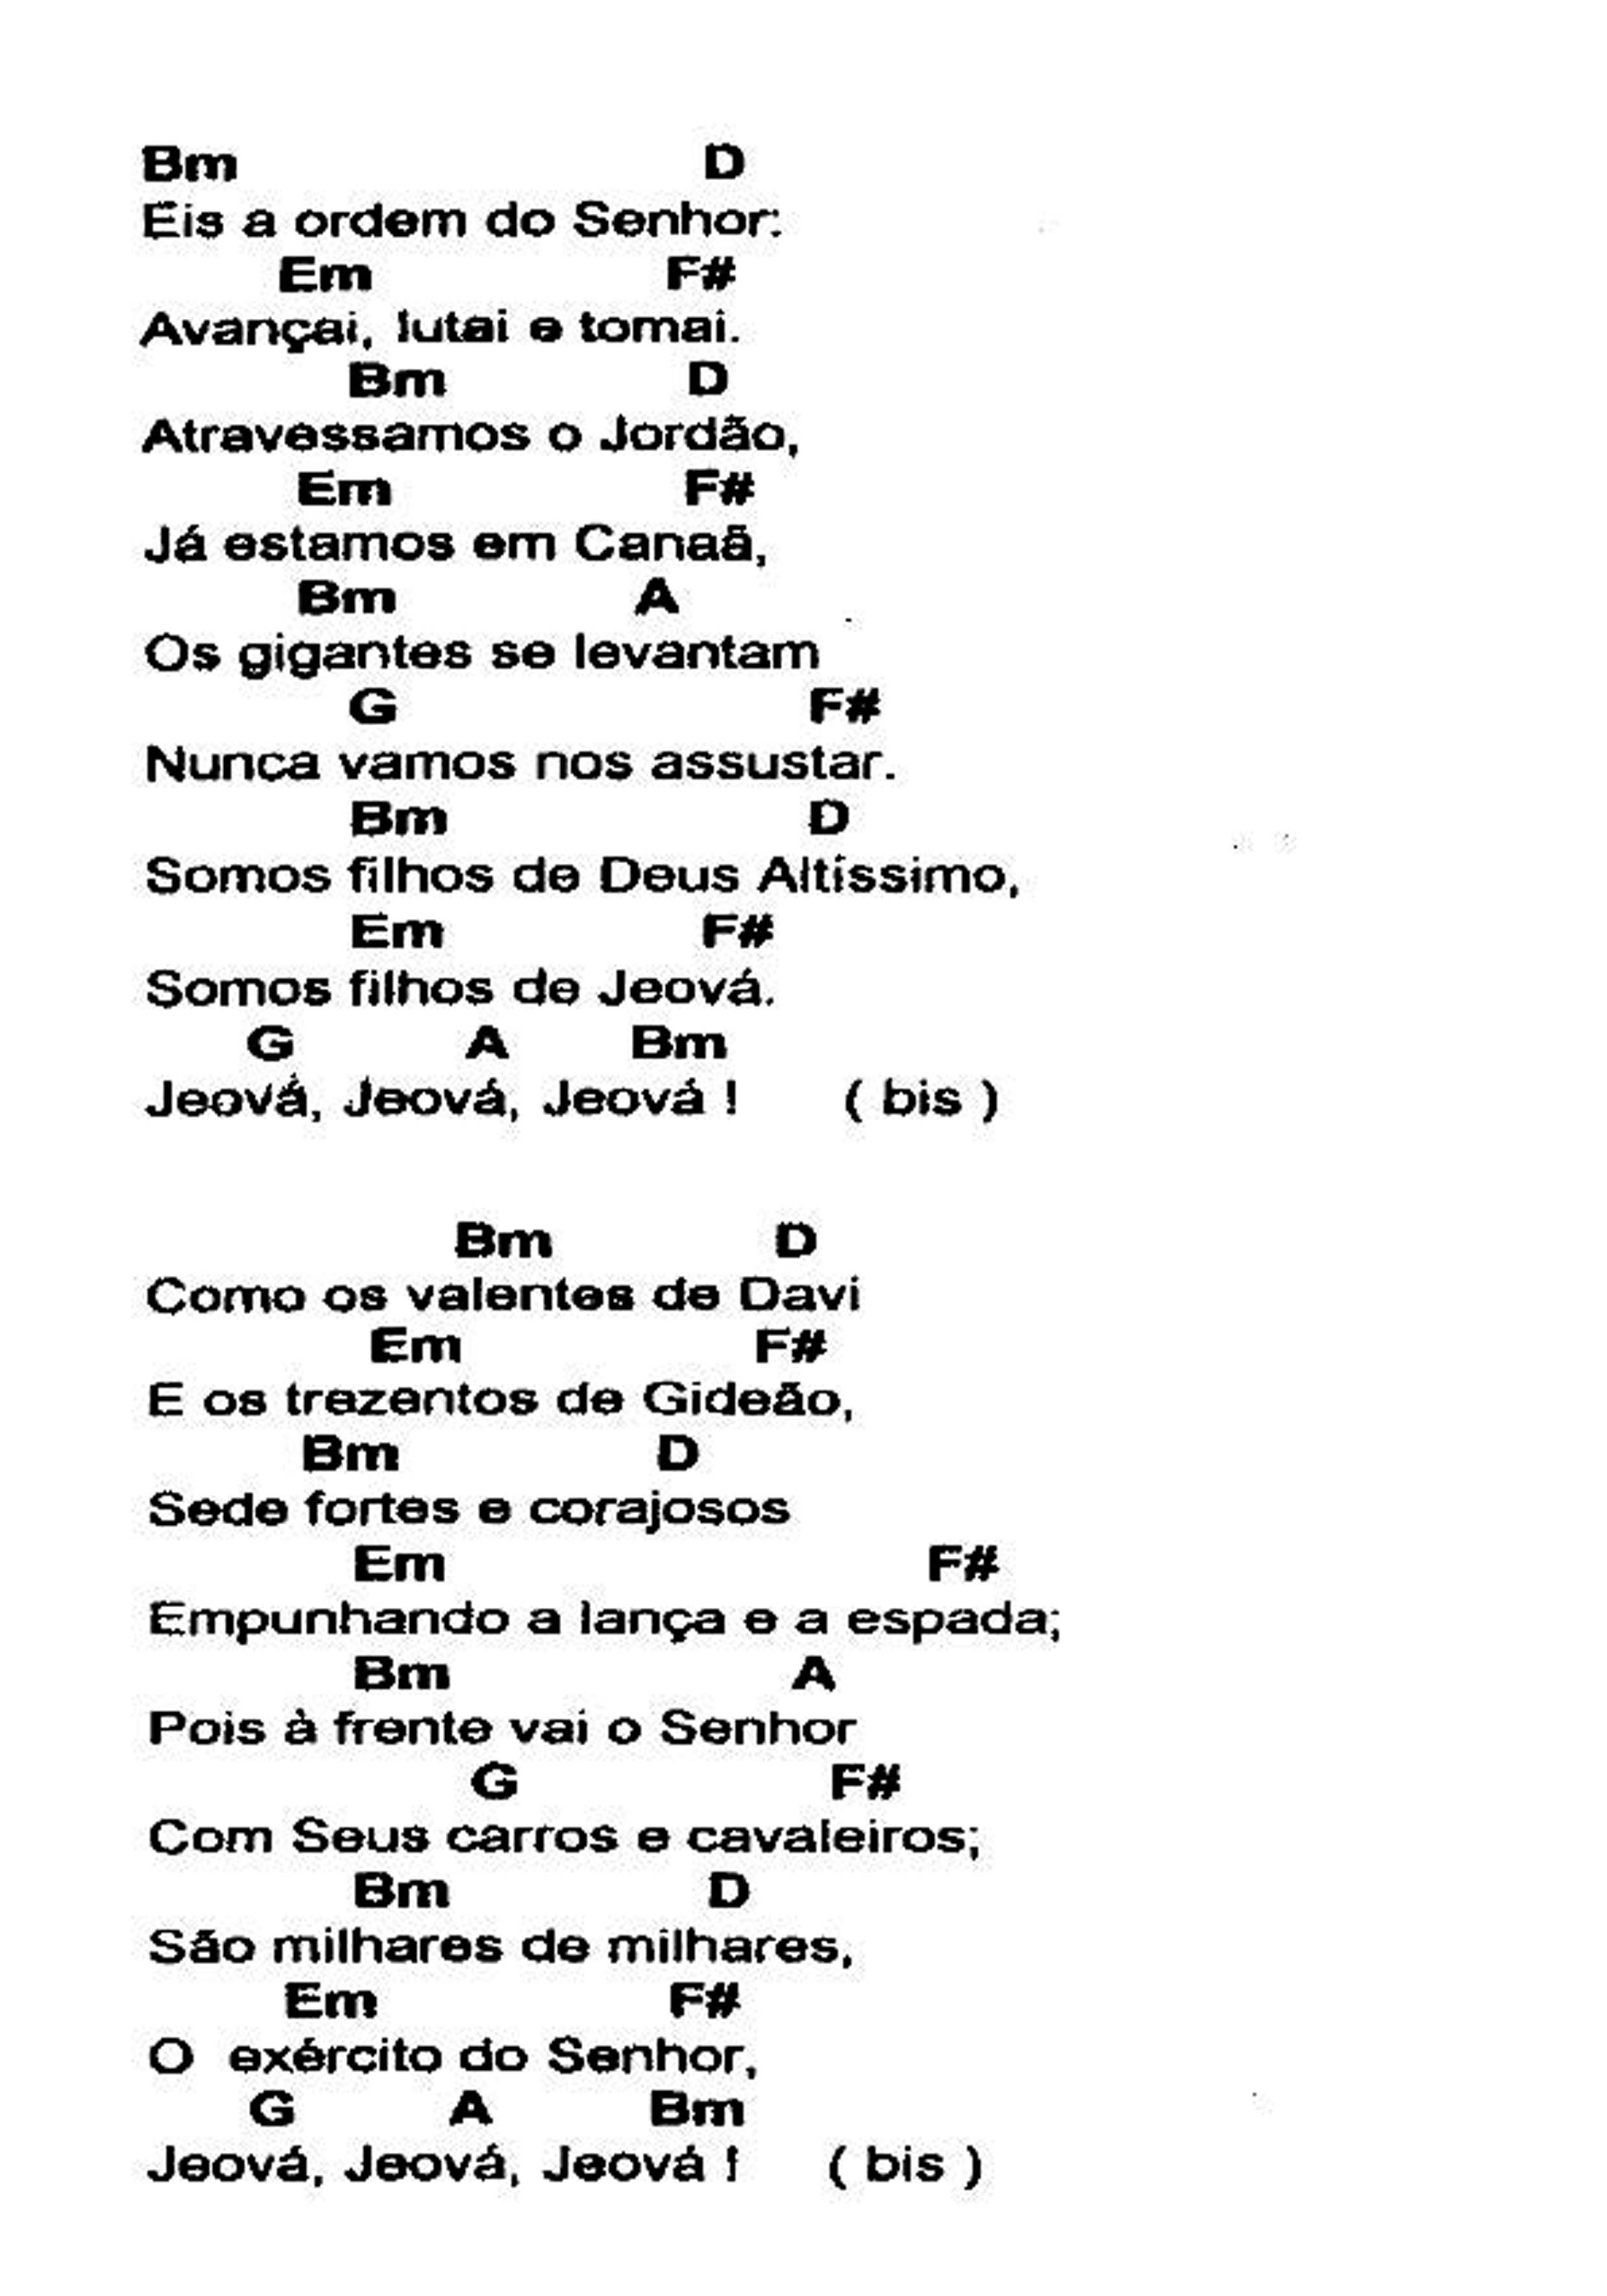 Bm D
Eis a ordem do Senhor:
Em F#
Avançai, lutai e tomai.
Bm D
Atravessamos o Jordão,
Em F#
Já estamos em Canaã,
Bm A
Os gigantes se levantam
G F#
Nunca vamos nos assustar.
Bm D
Somos filhos de Deus Altíssimo,
Em F#
Somos filhos de Jeová.
G A Bm
Jeová, Jeová, Jeová ! ( bis )
Bm D
Como os valentes de Davi
Em F#
E os trezentos de Gideão,
Bm D
Sede fortes e corajosos
Em F#
Empunhando a lança e a espada;
Bm A
Pois à frente vai o Senhor
G F#
Com Seus carros e cavaleiros;
Bm D
São milhares de milhares,
Em F#
O exército do Senhor,
G A Bm
Jeová, Jeová, Jeová ! ( bis )